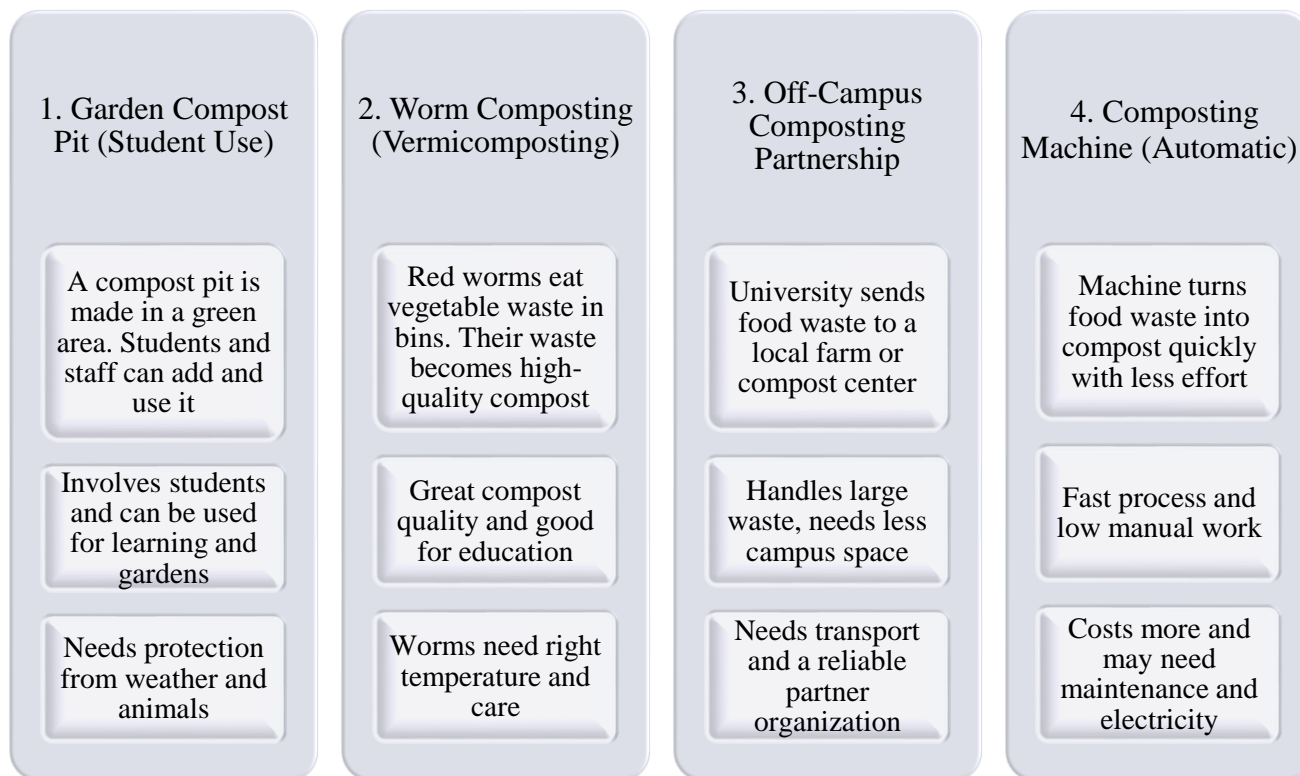 1. Garden Compost
Pit (Student Use)
A compost pit is
made in a green
area. Students and
staff can add and
use it
Involves students
and can be used
for learning and
gardens
Needs protection
from weather and
animals
2. Worm Composting
(Vermicomposting)
Red worms eat
vegetable waste in
bins. Their waste
becomes high-
quality compost
Great compost
quality and good
for education
Worms need right
temperature and
care
3. Off-Campus
Composting
Partnership
University sends
food waste to a
local farm or
compost center
Handles large
waste, needs less
campus space
Needs transport
and a reliable
partner
organization
4. Composting
Machine (Automatic)
Machine turns
food waste into
compost quickly
with less effort
Fast process and
low manual work
Costs more and
may need
maintenance and
electricity